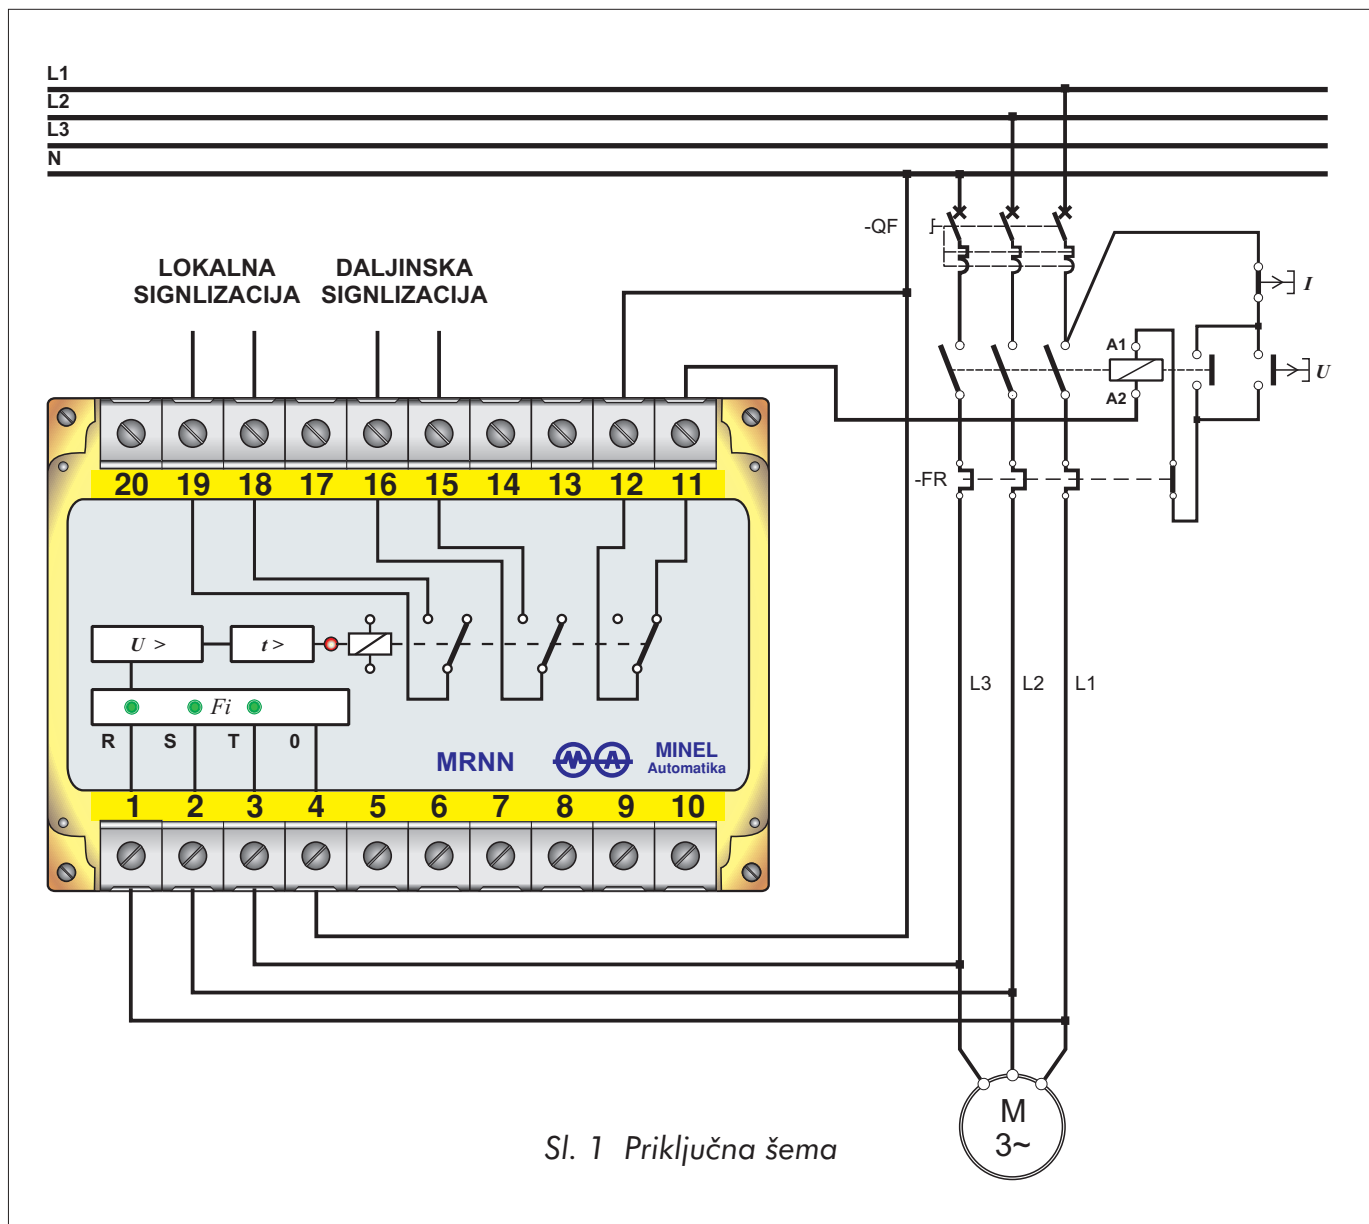 L1
L2
L3
N
-QF
LOKALNA
SIGNLIZACIJA
DALJINSKA
SIGNLIZACIJA
I
A1
U
A2
20 19 18 17 16 15 14 13 12 11
-FR
U >
t >
Fi
R S T 0
L3 L2 L1
MRNN
MA
MINEL
Automatika
1 2 3 4 5 6 7 8 9 10
M
3~
Sl. 1 Priključna šema